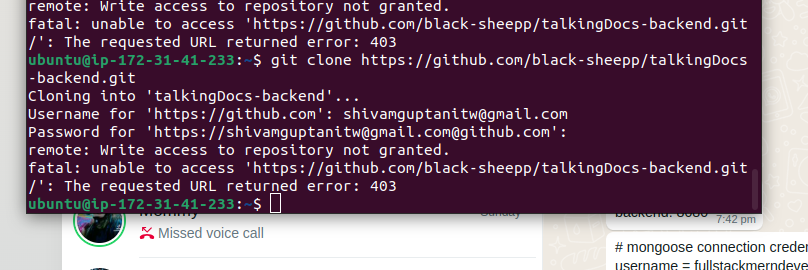 remote: Write access to repository not granted.
fatal: unable to access 'https://github.com/black-sheepp/talkingDocs-backend.git
/': The requested URL returned error: 403
ubuntu@ip-172-31-41-233:~$ git clone https://github.com/black-sheepp/talkingDocs
-backend.git
Cloning into 'talkingDocs-backend'...
Username for 'https://github.com': shivamguptanitw@gmail.com
Password for 'https://shivamguptanitw@gmail.com@github.com':
remote: Write access to repository not granted.
fatal: unable to access 'https://github.com/black-sheepp/talkingDocs-backend.git
/': The requested URL returned error: 403
ubuntu@ip-172-31-41-233:~$
Mommy
Sunday
Missed voice call
7:42 pm
# mongoose connection creder
username = fullstackmerndeve